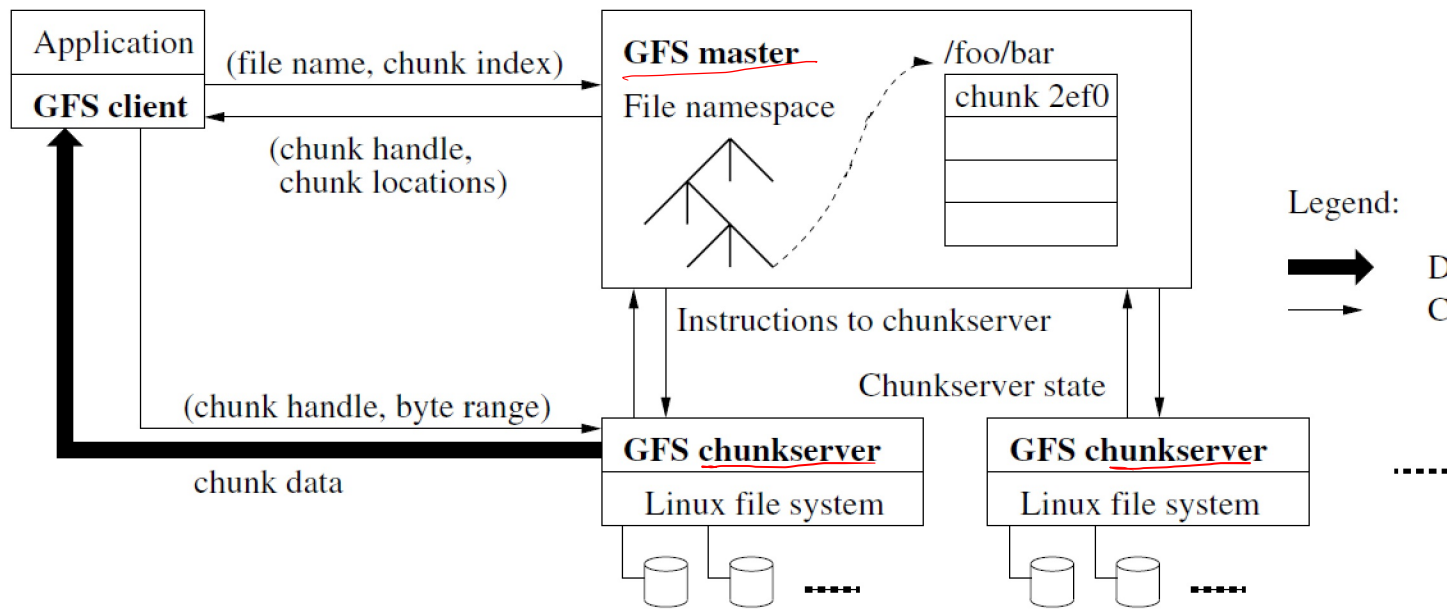 Application
GFS client
(file name, chunk index)
(chunk handle,
chunk locations)
GFS master
File namespace
/foo/bar
chunk 2ef0
Legend:
D
C
Instructions to chunkserver
Chunkserver state
(chunk handle, byte range)
chunk data
GFS chunkserver
Linux file system
GFS chunkserver
Linux file system